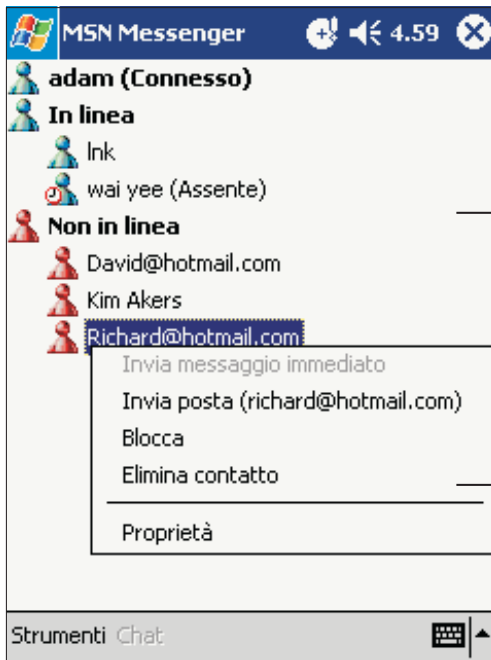 MSN Messenger 4.59
adam (Connesso)
In linea
lnk
wai yee (Assente)
Non in linea
David@hotmail.com
Kim Akers
Richard@hotmail.com
Invia messaggio immediato
Invia posta (richard@hotmail.com)
Blocca
Elimina contatto
Proprietà
Strumenti Chat